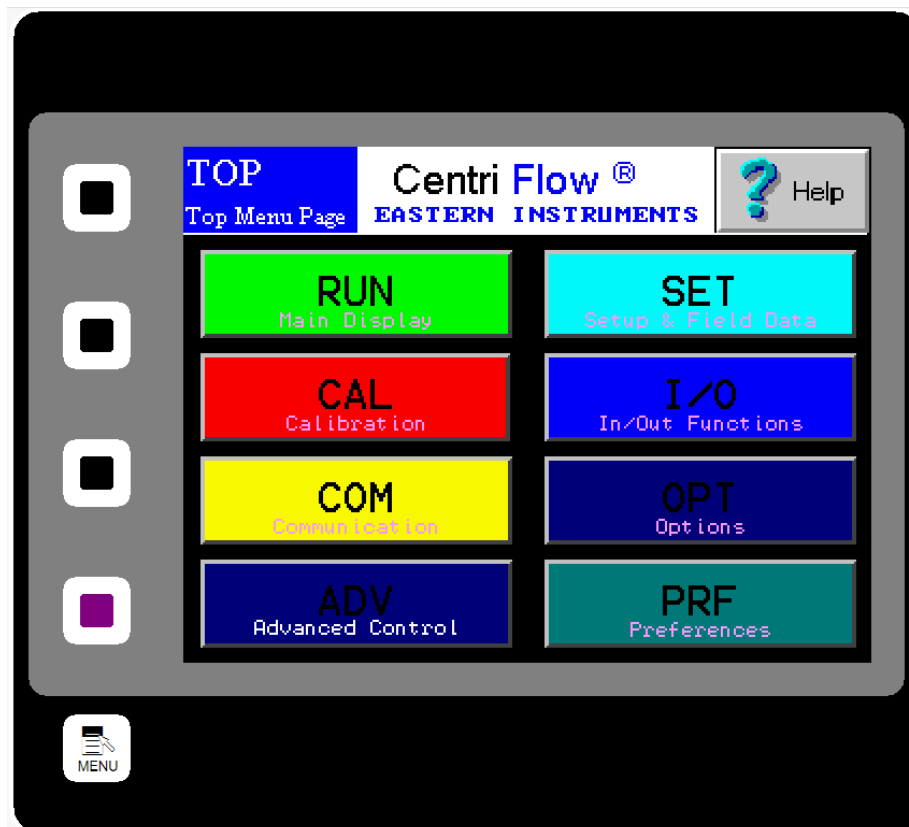 TOP
Top Menu Page
Centri Flow ®
EASTERN INSTRUMENTS
Help
RUN
Main Display
SET
Setup & Field Data
CAL
Calibration
I/O
In/Out Functions
COM
Communication
OPT
Options
ADV
Advanced Control
PRF
Preferences
MENU